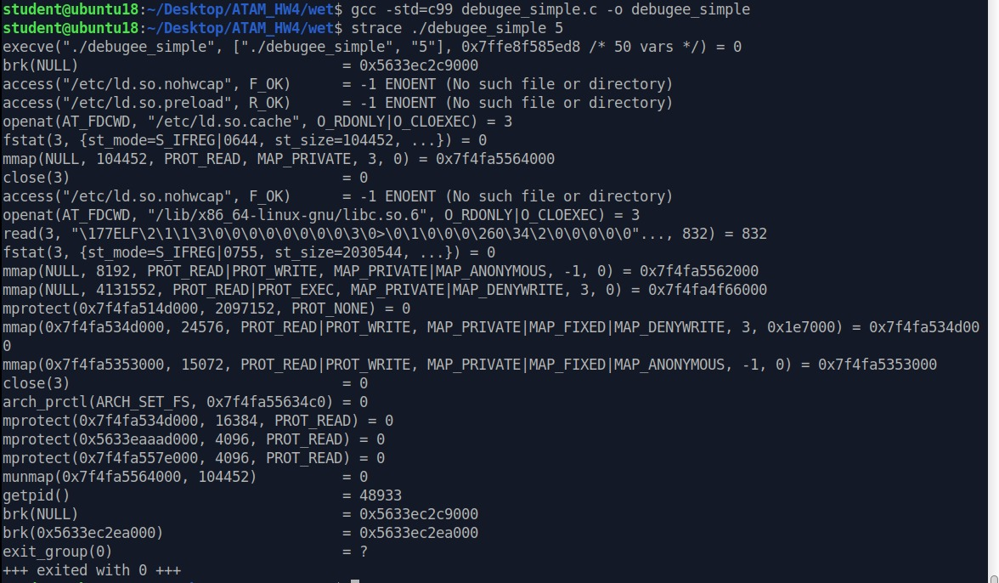 student@ubuntu18:~/Desktop/ATAM_HW4/wet$ gcc -std=c99 debugee_simple.c -o debugee_simple
student@ubuntu18:~/Desktop/ATAM_HW4/wet$ strace ./debugee_simple 5
execve("./debugee_simple", ["./debugee_simple", "5"], 0x7ffe8f585ed8 /* 50 vars */) = 0
brk(NULL)                               = 0x5633ec2c9000
access("/etc/ld.so.nohwcap", F_OK)      = -1 ENOENT (No such file or directory)
access("/etc/ld.so.preload", R_OK)      = -1 ENOENT (No such file or directory)
openat(AT_FDCWD, "/etc/ld.so.cache", O_RDONLY|O_CLOEXEC) = 3
fstat(3, {st_mode=S_IFREG|0644, st_size=104452, ...}) = 0
mmap(NULL, 104452, PROT_READ, MAP_PRIVATE, 3, 0) = 0x7f4fa5564000
close(3)                                = 0
access("/etc/ld.so.nohwcap", F_OK)      = -1 ENOENT (No such file or directory)
openat(AT_FDCWD, "/lib/x86_64-linux-gnu/libc.so.6", O_RDONLY|O_CLOEXEC) = 3
read(3, "\177ELF\2\1\1\3\0\0\0\0\0\0\0\0\3\0>\0\1\0\0\0\260\34\2\0\0\0\0\0"..., 832) = 832
fstat(3, {st_mode=S_IFREG|0755, st_size=2030544, ...}) = 0
mmap(NULL, 8192, PROT_READ|PROT_WRITE, MAP_PRIVATE|MAP_ANONYMOUS, -1, 0) = 0x7f4fa5562000
mmap(NULL, 4131552, PROT_READ|PROT_EXEC, MAP_PRIVATE|MAP_DENYWRITE, 3, 0) = 0x7f4fa4f66000
mprotect(0x7f4fa514d000, 2097152, PROT_NONE) = 0
mmap(0x7f4fa534d000, 24576, PROT_READ|PROT_WRITE, MAP_PRIVATE|MAP_FIXED|MAP_DENYWRITE, 3, 0x1e7000) = 0x7f4fa534d00
0
mmap(0x7f4fa5353000, 15072, PROT_READ|PROT_WRITE, MAP_PRIVATE|MAP_FIXED|MAP_ANONYMOUS, -1, 0) = 0x7f4fa5353000
close(3)                                = 0
arch_prctl(ARCH_SET_FS, 0x7f4fa55634c0) = 0
mprotect(0x7f4fa534d000, 16384, PROT_READ) = 0
mprotect(0x5633eaaad000, 4096, PROT_READ) = 0
mprotect(0x7f4fa557e000, 4096, PROT_READ) = 0
munmap(0x7f4fa5564000, 104452)          = 0
getpid()                                = 48933
brk(NULL)                               = 0x5633ec2c9000
brk(0x5633ec2ea000)                     = 0x5633ec2ea000
exit_group(0)                           = ?
+++ exited with 0 +++